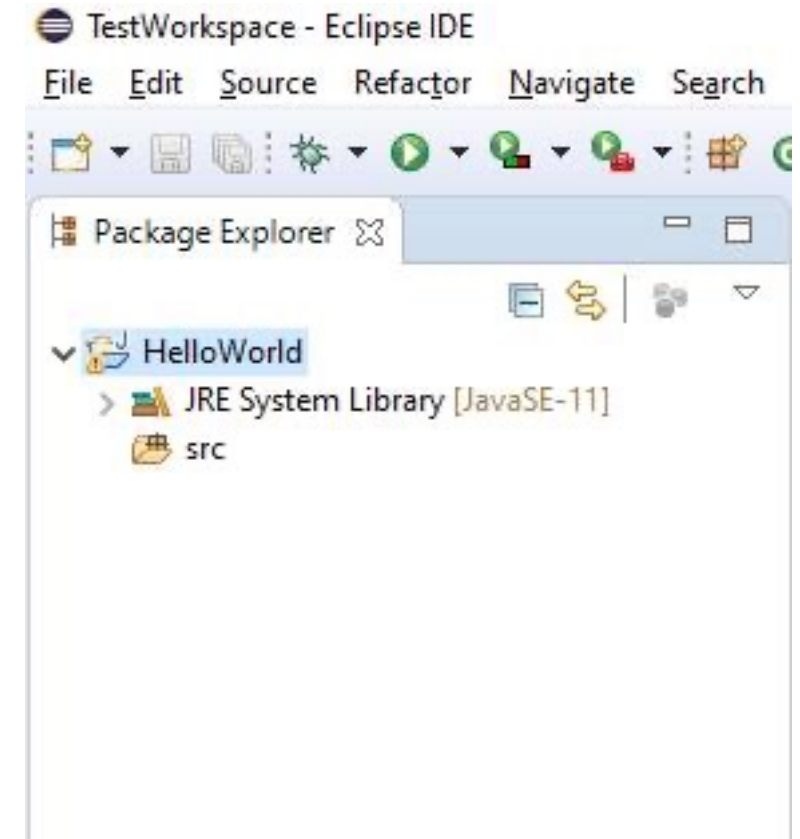 TestWorkspace - Eclipse IDE
File Edit Source Refactor Navigate Search
Package Explorer
HelloWorld
JRE System Library [JavaSE-11]
src